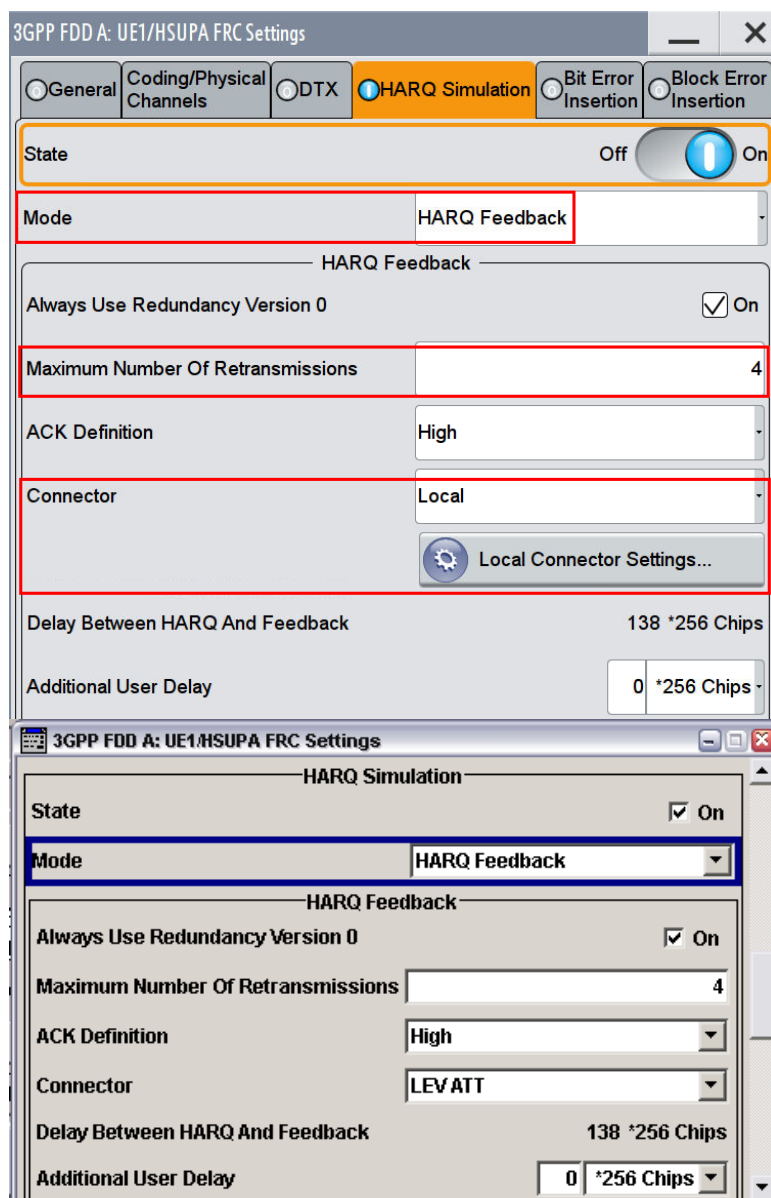 3GPP FDD A: UE1/HSUPA FRC Settings
General Coding/Physical Channels DTX HARQ Simulation Bit Error Insertion Block Error Insertion
State Off On
Mode HARQ Feedback
HARQ Feedback
Always Use Redundancy Version 0 On
Maximum Number Of Retransmissions 4
ACK Definition High
Connector Local
Local Connector Settings...
Delay Between HARQ And Feedback 138 *256 Chips
Additional User Delay 0 *256 Chips
3GPP FDD A: UE1/HSUPA FRC Settings
HARQ Simulation
State On
Mode HARQ Feedback
HARQ Feedback
Always Use Redundancy Version 0 On
Maximum Number Of Retransmissions 4
ACK Definition High
Connector LEV ATT
Delay Between HARQ And Feedback 138 *256 Chips
Additional User Delay 0 *256 Chips